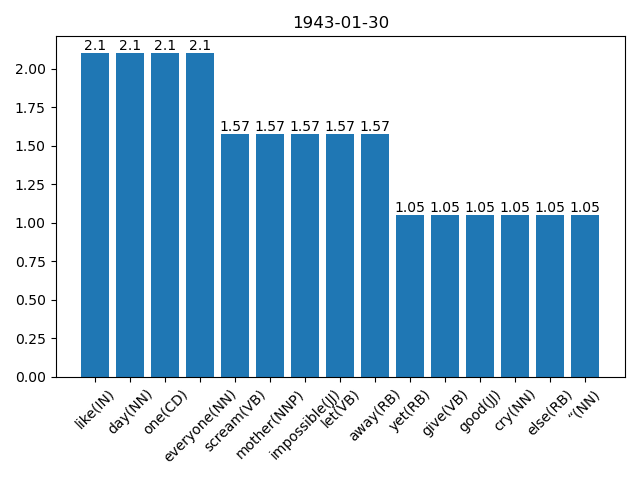 1943-01-30
2.1 2.1 2.1 2.1
1.57 1.57 1.57 1.57 1.57
1.05 1.05 1.05 1.05 1.05 1.05
2.00
1.75
1.50
1.25
1.00
0.75
0.50
0.25
0.00
like(IN)
day(NN)
one(CD)
everyone(NN)
scream(VB)
mother(NNP)
impossible(JJ)
let(VB)
away(RB)
yet(RB)
give(VB)
good(JJ)
cry(NN)
else(RB)
“(NN)